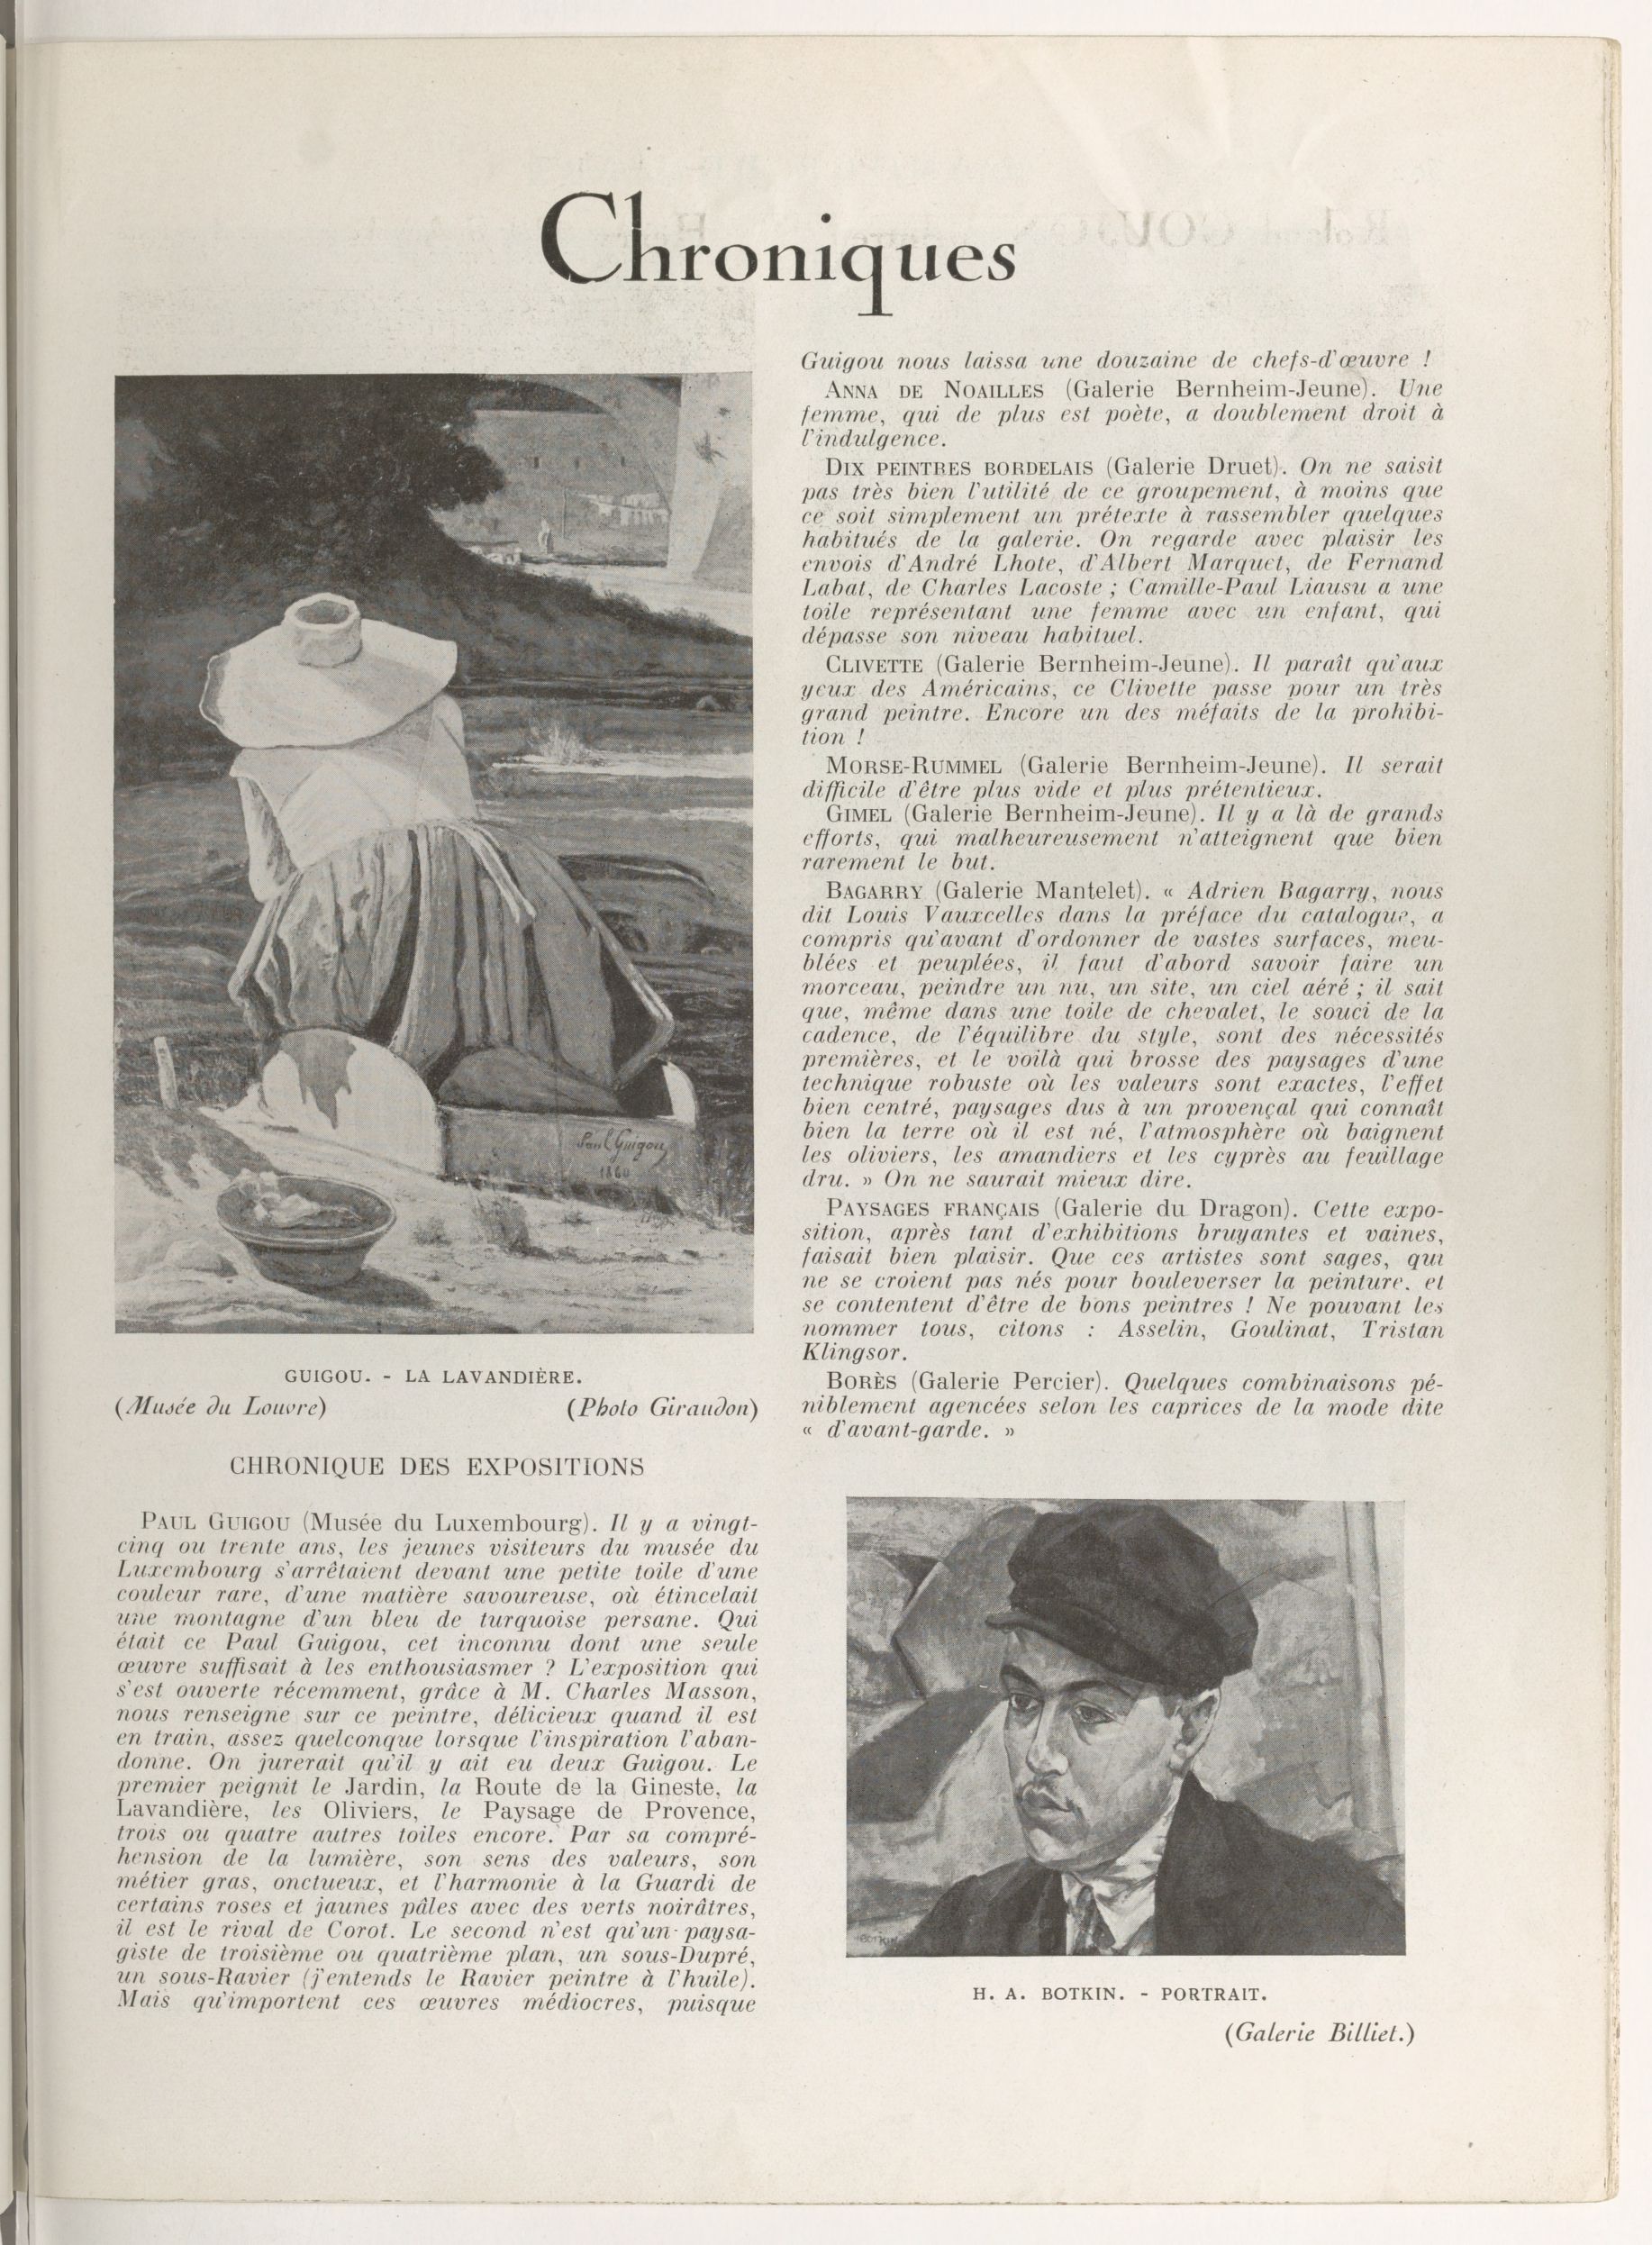 Chroniques
Paul Guigou
1860
GUIGOU. - LA LAVANDIÈRE.
(Musée du Louvre) (Photo Giraudon)
CHRONIQUE DES EXPOSITIONS
PAUL GUIGOU (Musée du Luxembourg). Il y a vingt-
cinq ou trente ans, les jeunes visiteurs du musée du
Luxembourg s'arrêtaient devant une petite toile d'une
couleur rare, d'une matière savoureuse, où étincelait
une montagne d'un bleu de turquoise persane. Qui
était ce Paul Guigou, cet inconnu dont une seule
œuvre suffisait à les enthousiasmer ? L'exposition qui
s'est ouverte récemment, grâce à M. Charles Masson,
nous renseigne sur ce peintre, délicieux quand il est
en train, assez quelconque lorsque l'inspiration l'aban-
donne. On jurerait qu'il y ait eu deux Guigou. Le
premier peignit le Jardin, la Route de la Gineste, la
Lavandière, les Oliviers, le Paysage de Provence,
trois ou quatre autres toiles encore. Par sa compré-
hension de la lumière, son sens des valeurs, son
métier gras, onctueux, et l'harmonie à la Guardi de
certains roses et jaunes pâles avec des verts noirâtres,
il est le rival de Corot. Le second n'est qu'un paysa-
giste de troisième ou quatrième plan, un sous-Dupré,
un sous-Ravier (j'entends le Ravier peintre à l'huile).
Mais qu'importent ces œuvres médiocres, puisque
Guigou nous laissa une douzaine de chefs-d'œuvre !
ANNA DE NOAILLES (Galerie Bernheim-Jeune). Une
femme, qui de plus est poète, a doublement droit à
l'indulgence.
DIX PEINTRES BORDELAIS (Galerie Druet). On ne saisit
pas très bien l'utilité de ce groupement, à moins que
ce soit simplement un prétexte à rassembler quelques
habitués de la galerie. On regarde avec plaisir les
envois d'André Lhote, d'Albert Marquet, de Fernand
Labat, de Charles Lacoste ; Camille-Paul Liausu a une
toile représentant une femme avec un enfant, qui
dépasse son niveau habituel.
CLIVETTE (Galerie Bernheim-Jeune). Il paraît qu'aux
yeux des Américains, ce Clivette passe pour un très
grand peintre. Encore un des méfaits de la prohibi-
tion !
MORSE-RUMMEL (Galerie Bernheim-Jeune). Il serait
difficile d'être plus vide et plus prétentieux.
GIMEL (Galerie Bernheim-Jeune). Il y a là de grands
efforts, qui malheureusement n'atteignent que bien
rarement le but.
BAGARRY (Galerie Mantelet). « Adrien Bagarry, nous
dit Louis Vauxcelles dans la préface du catalogue, a
compris qu'avant d'ordonner de vastes surfaces, meu-
blées et peuplées, il faut d'abord savoir faire un
morceau, peindre un nu, un site, un ciel aéré ; il sait
que, même dans une toile de chevalet, le souci de la
cadence, de l'équilibre du style, sont des nécessités
premières, et le voilà qui brosse des paysages d'une
technique robuste où les valeurs sont exactes, l'effet
bien centré, paysages dus à un provençal qui connaît
bien la terre où il est né, l'atmosphère où baignent
les oliviers, les amandiers et les cyprès au feuillage
dru. » On ne saurait mieux dire.
PAYSAGES FRANÇAIS (Galerie du Dragon). Cette expo-
sition, après tant d'exhibitions bruyantes et vaines,
faisait bien plaisir. Que ces artistes sont sages, qui
ne se croient pas nés pour bouleverser la peinture. et
se contentent d'être de bons peintres ! Ne pouvant les
nommer tous, citons : Asselin, Goulinat, Tristan
Klingsor.
BORÈS (Galerie Percier). Quelques combinaisons pé-
niblement agencées selon les caprices de la mode dite
« d'avant-garde. »
BOTKIN
H. A. BOTKIN. - PORTRAIT.
(Galerie Billiet.)